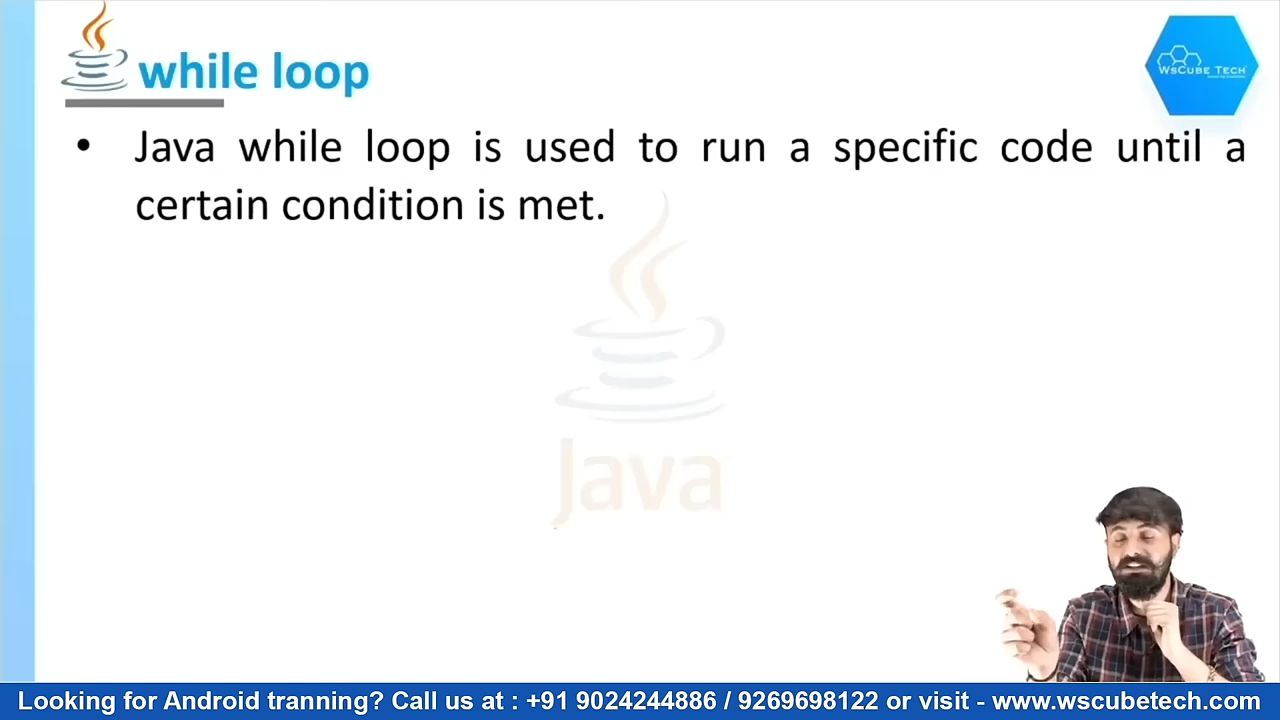 while loop
WsCube Tech
• Java while loop is used to run a specific code until a
certain condition is met.
Java
Looking for Android tranning? Call us at : +91 9024244886 / 9269698122 or visit - www.wscubetech.com